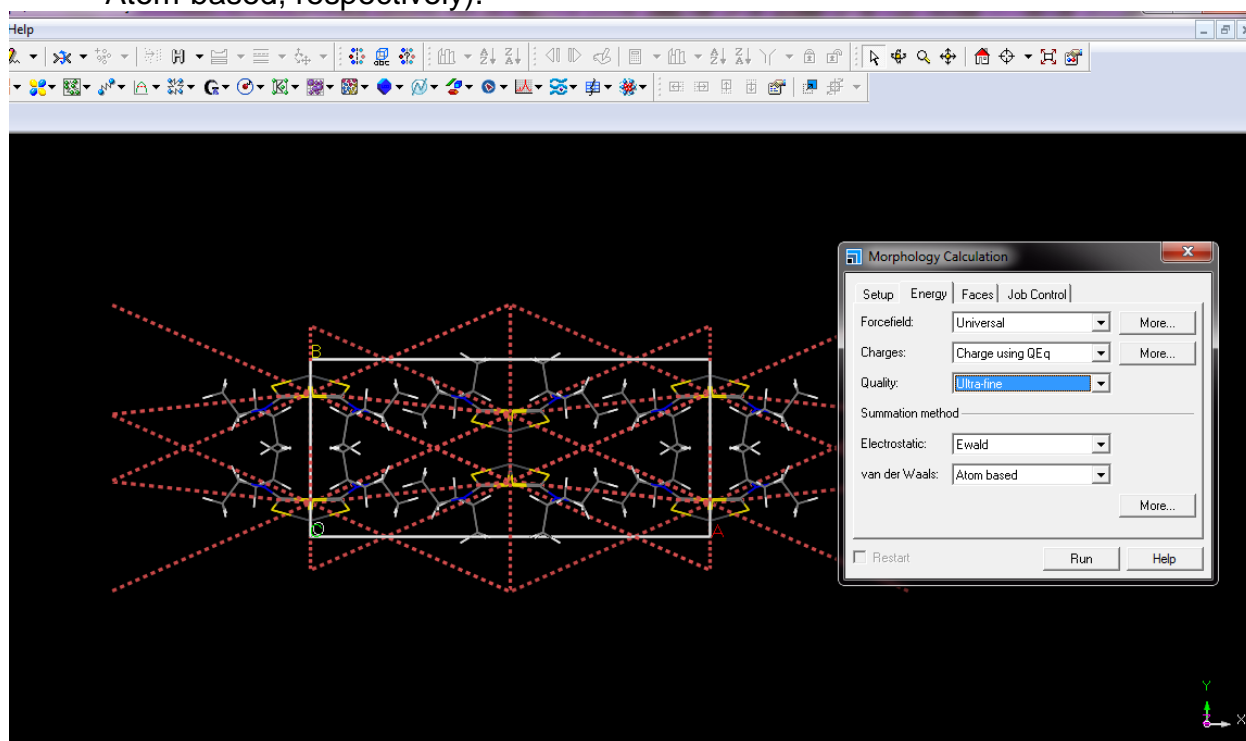 Atom based, respectively).
Help
abc
Morphology Calculation
Setup Energy Faces Job Control
Forcefield: Universal More...
Charges: Charge using QEq More...
Quality: Ultra-fine
Summation method
Electrostatic: Ewald
van der Waals: Atom based
More...
Restart Run Help
B
O
A
Y
X